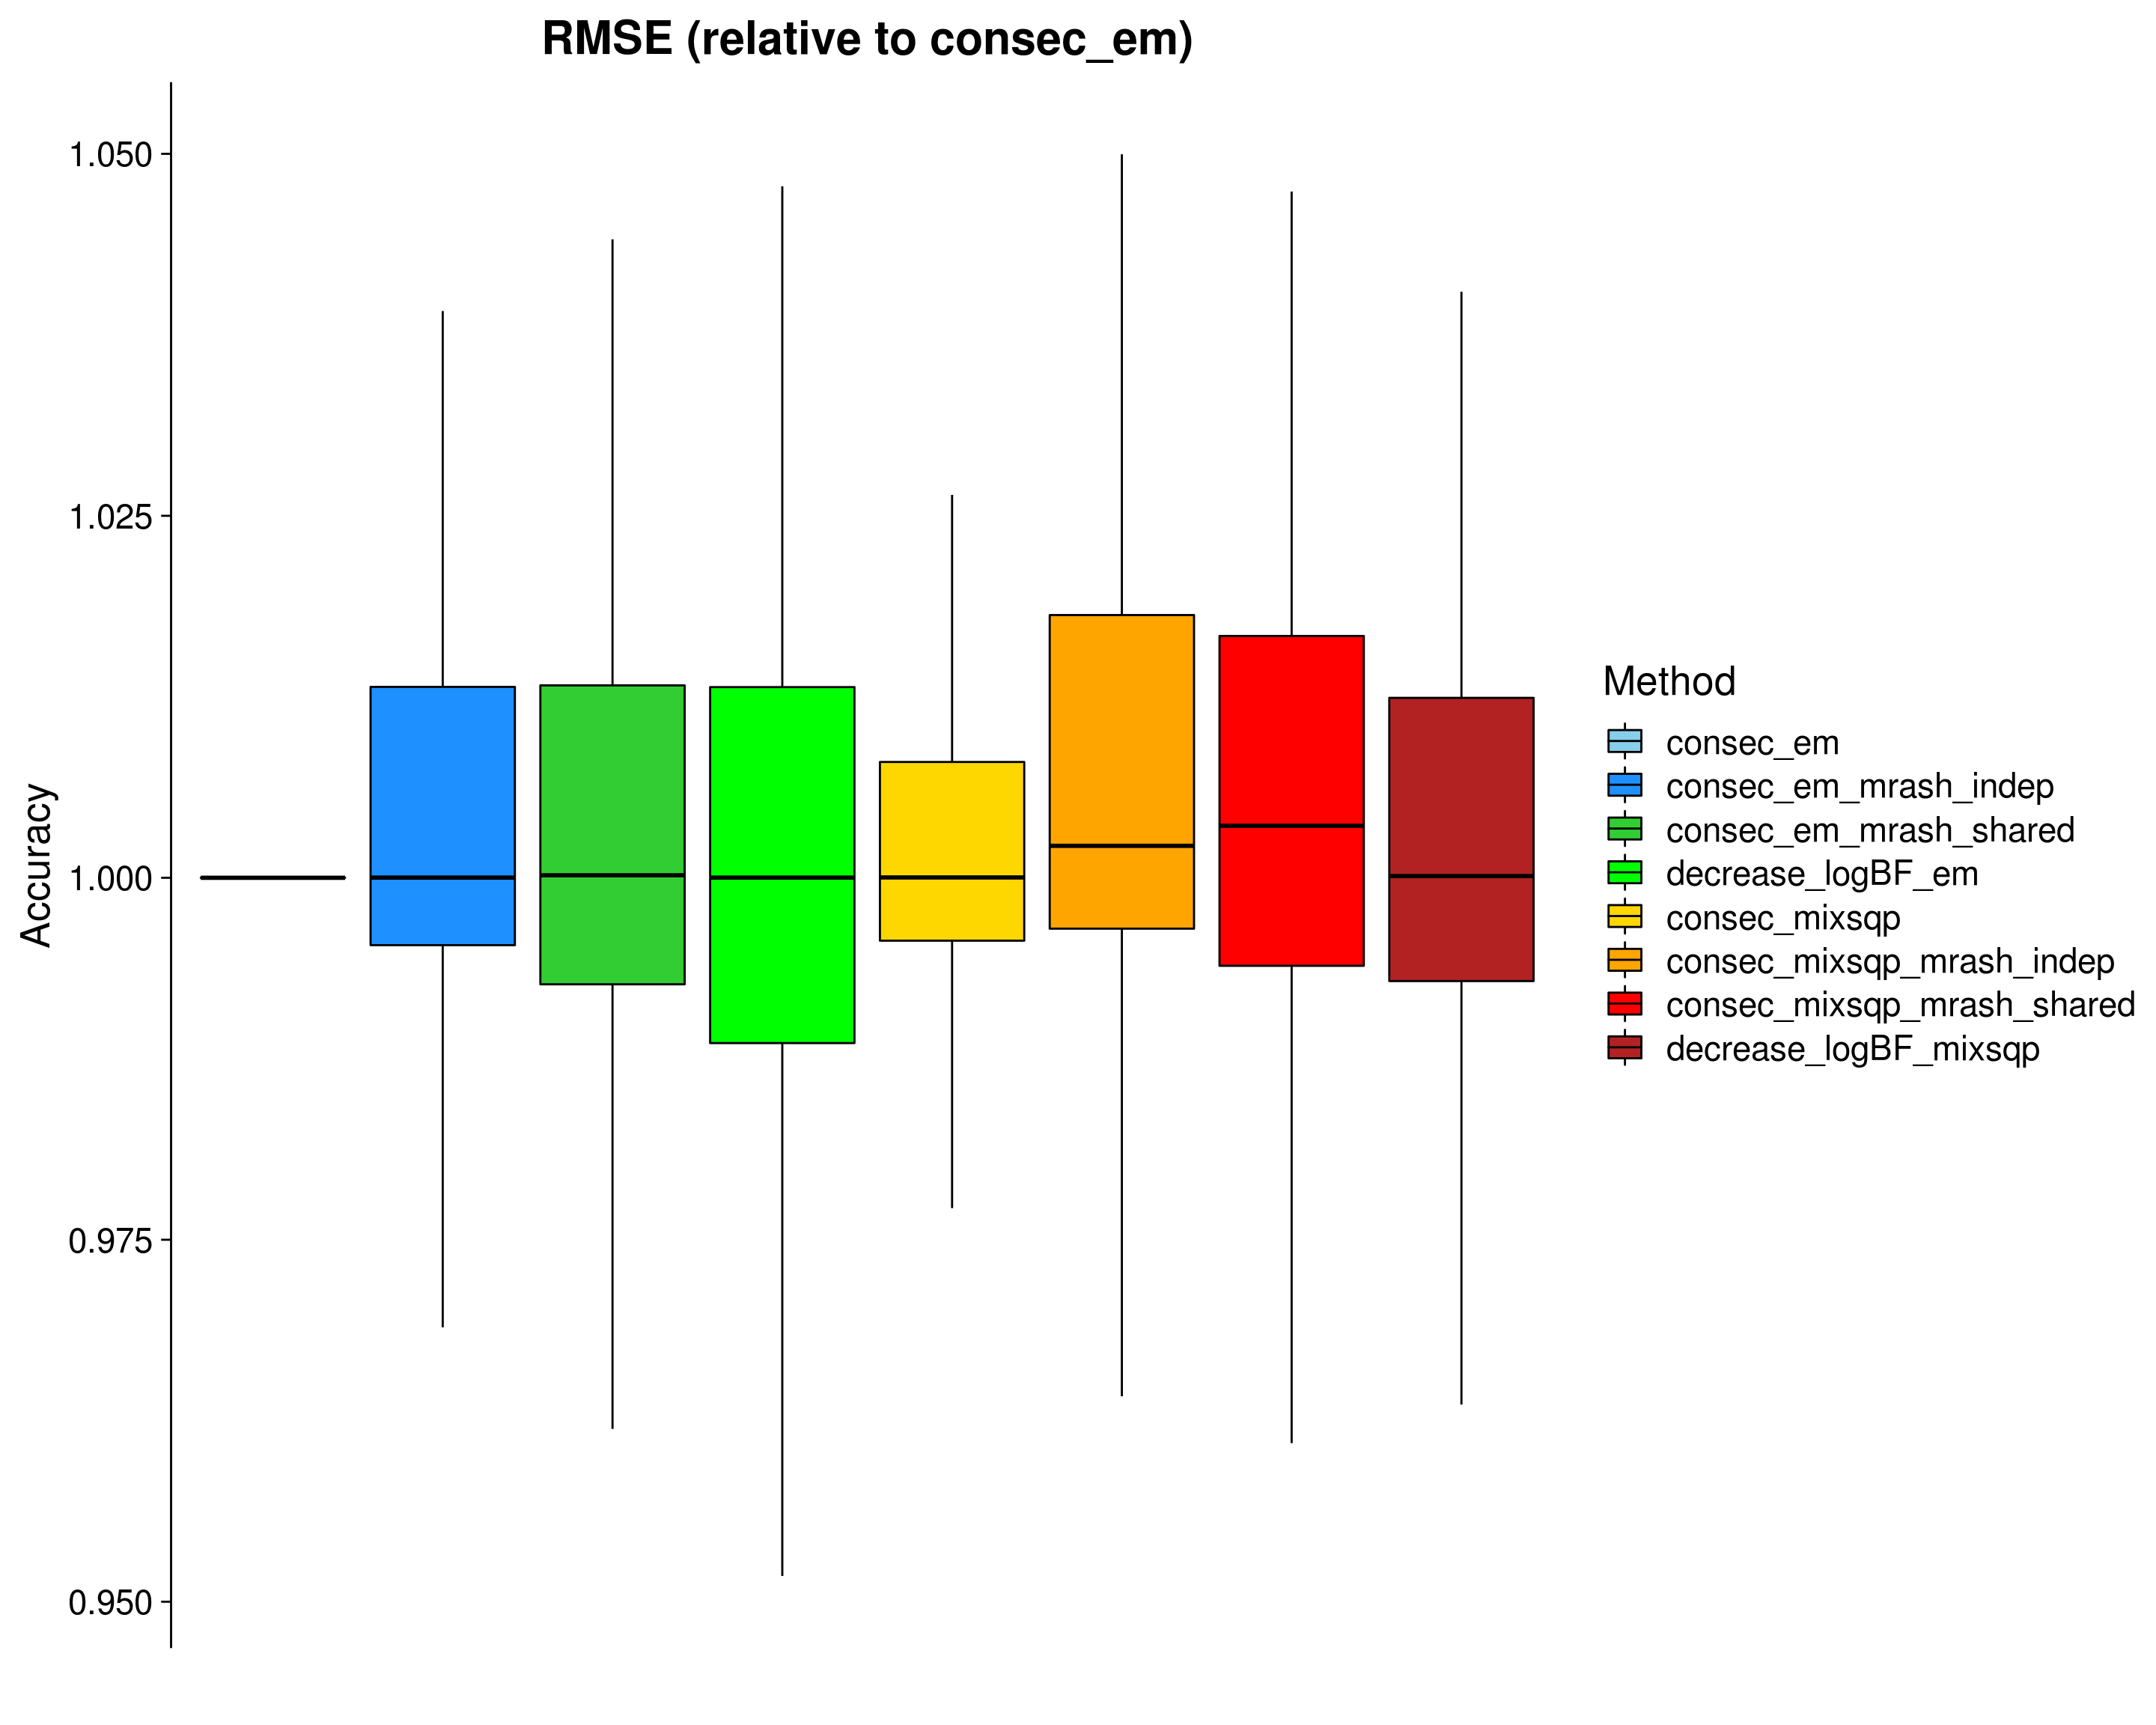 RMSE (relative to consec_em)
1.050
1.025
1.000
0.975
0.950
Accuracy
Method
consec_em
consec_em_mrash_indep
consec_em_mrash_shared
decrease_logBF_em
consec_mixsqp
consec_mixsqp_mrash_indep
consec_mixsqp_mrash_shared
decrease_logBF_mixsqp